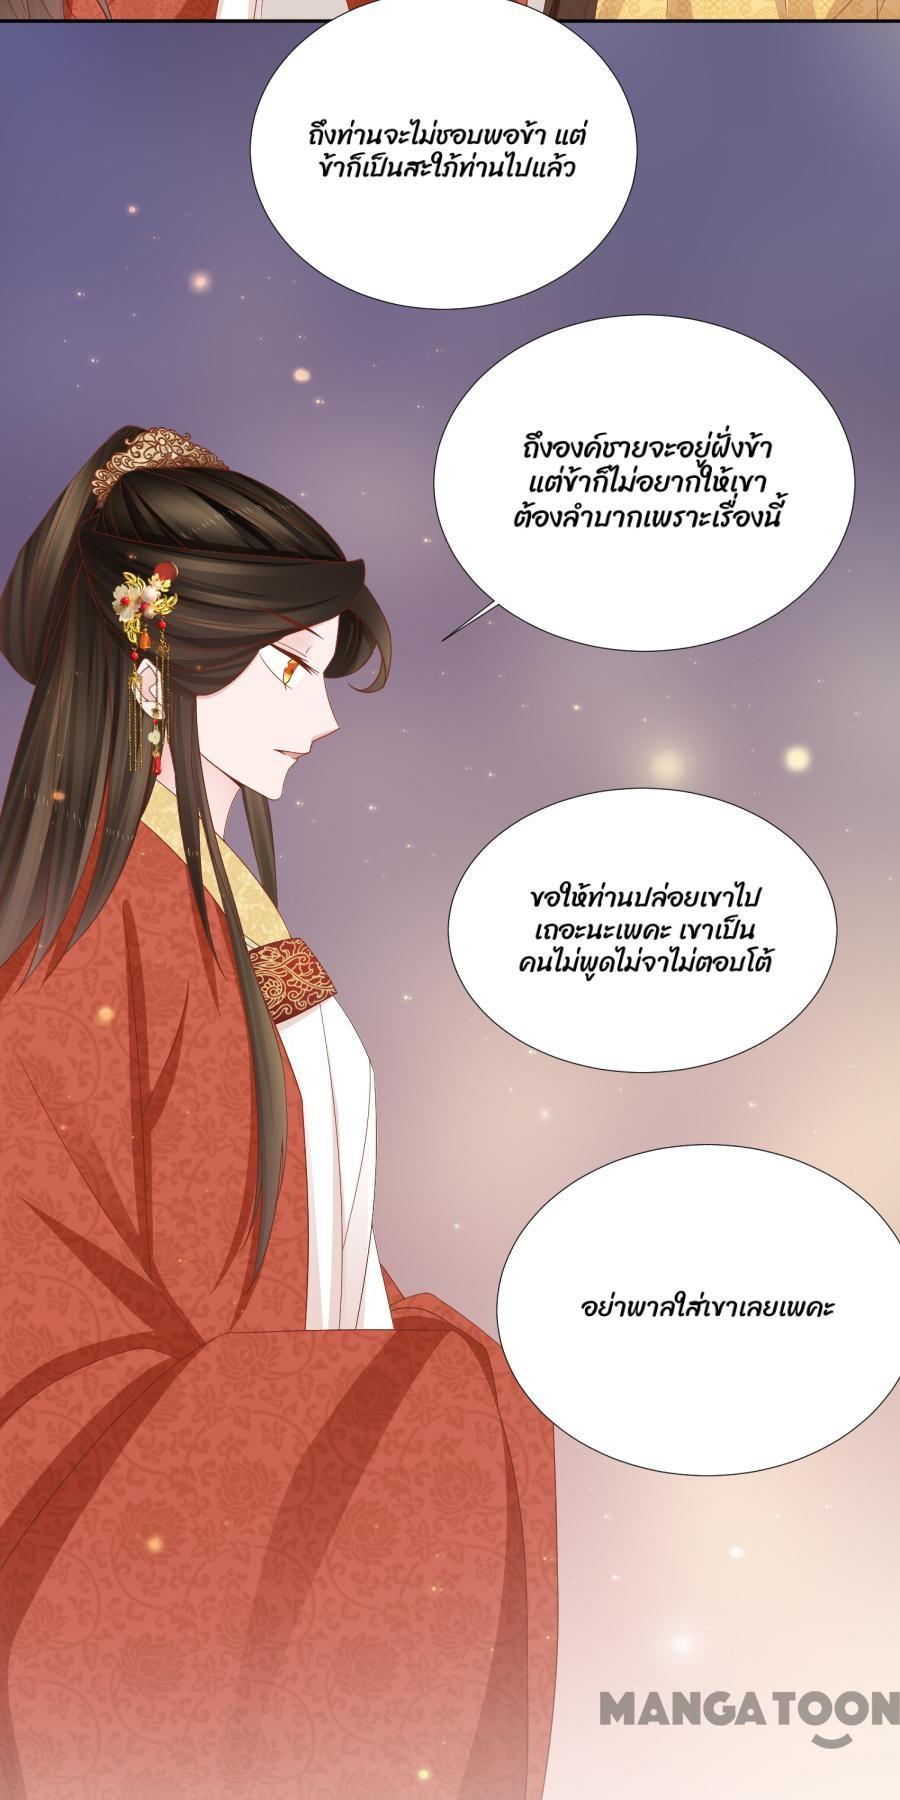 ถึงท่านจะไม่ชอบพอข้า แต่
ข้าก็เป็นสะใภ้ท่านไปแล้ว
ถึงองค์ชายจะอยู่ฝั่งข้า
แต่ข้าก็ไม่อยากให้เขา
ต้องลำบากเพราะเรื่องนี้
ขอให้ท่านปล่อยเขาไป
เถอะนะเพคะ เขาเป็น
คนไม่พูดไม่จาไม่ตอบโต้
อย่าพาลใส่เขาเลยเพคะ
MANGATOON